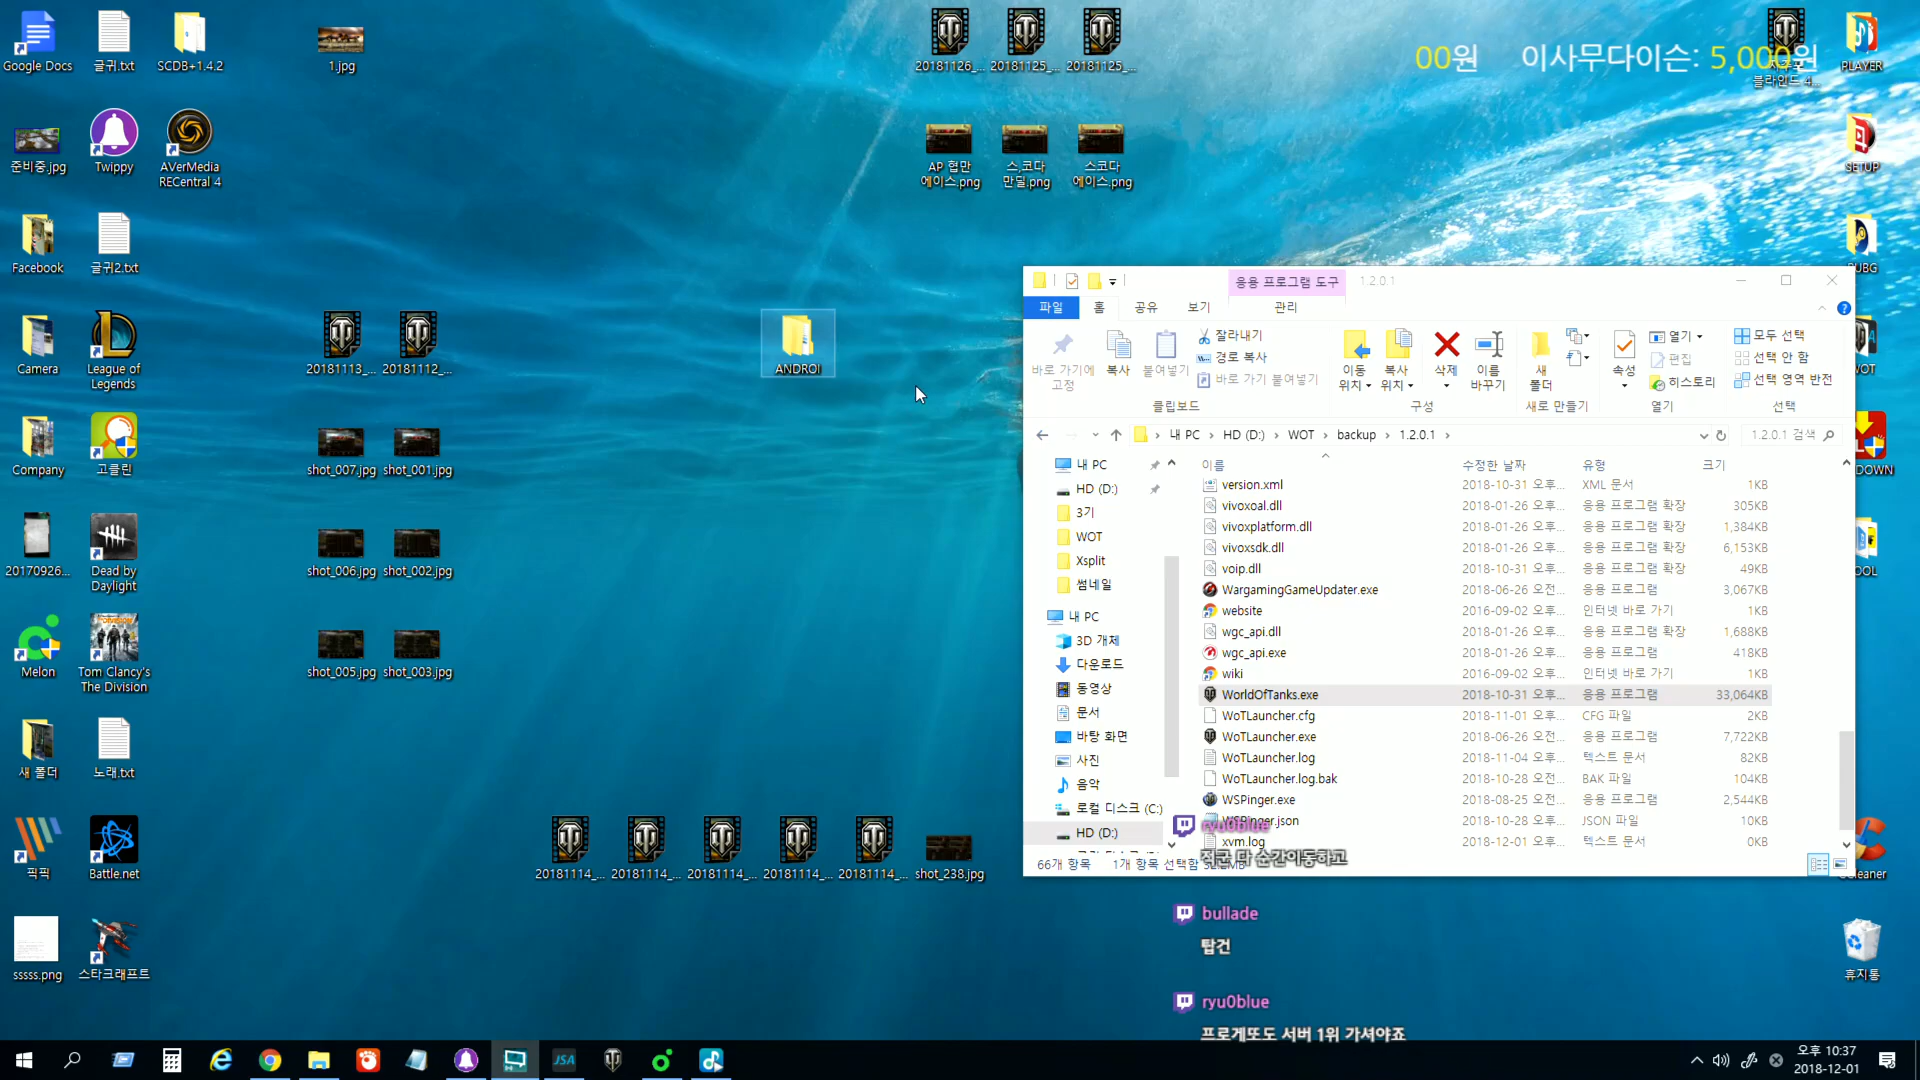 Google Docs
글귀.txt
SCDB+1.4.2
1.jpg
20181126_...
20181125_...
20181125_...
00원 이사무다이슨: 5,000원
블라인드 4...
PLAYER
준비중.jpg
Twippy
AVerMedia
RECentral 4
AP 협만
에이스.png
스,코다
만딜.png
스코다
에이스.png
SETUP
Facebook
글귀2.txt
Camera
League of
Legends
20181113_...
20181112_...
ANDROI
Company
고클린
shot_007.jpg
shot_001.jpg
20170926...
Dead by
Daylight
shot_006.jpg
shot_002.jpg
Melon
Tom Clancy's
The Division
shot_005.jpg
shot_003.jpg
새 폴더
노래.txt
픽픽
Battle.net
20181114_...
20181114_...
20181114_...
20181114_...
20181114_...
shot_238.jpg
sssss.png
스타크래프트
휴지통
응용 프로그램 도구
1.2.0.1
파일
홈
공유
보기
관리
바로 가기에
고정
복사
붙여넣기
잘라내기
경로 복사
바로 가기 붙여넣기
클립보드
이동
위치
복사
위치
삭제
이름
바꾸기
구성
새
폴더
새로 만들기
속성
열기
편집
히스토리
열기
모두 선택
선택 안 함
선택 영역 반전
선택
내 PC › HD (D:) › WOT › backup › 1.2.0.1 ›
1.2.0.1 검색
내 PC
HD (D:)
3기
WOT
Xsplit
썸네일
내 PC
3D 개체
다운로드
동영상
문서
바탕 화면
사진
음악
로컬 디스크 (C:)
HD (D:)
이름 수정한 날짜 유형 크기
version.xml 2018-10-31 오후... XML 문서 1KB
vivoxoal.dll 2018-01-26 오후... 응용 프로그램 확장 305KB
vivoxplatform.dll 2018-01-26 오후... 응용 프로그램 확장 1,384KB
vivoxsdk.dll 2018-01-26 오후... 응용 프로그램 확장 6,153KB
voip.dll 2018-10-31 오후... 응용 프로그램 확장 49KB
WargamingGameUpdater.exe 2018-06-26 오전... 응용 프로그램 3,067KB
website 2016-09-02 오후... 인터넷 바로 가기 1KB
wgc_api.dll 2018-01-26 오후... 응용 프로그램 확장 1,688KB
wgc_api.exe 2018-01-26 오후... 응용 프로그램 418KB
wiki 2016-09-02 오후... 인터넷 바로 가기 1KB
WorldOfTanks.exe 2018-10-31 오후... 응용 프로그램 33,064KB
WoTLauncher.cfg 2018-11-01 오후... CFG 파일 2KB
WoTLauncher.exe 2018-06-26 오전... 응용 프로그램 7,722KB
WoTLauncher.log 2018-11-04 오후... 텍스트 문서 82KB
WoTLauncher.log.bak 2018-10-28 오전... BAK 파일 104KB
WSPinger.exe 2018-08-25 오전... 응용 프로그램 2,544KB
WSPinger.json 2018-10-28 오후... JSON 파일 10KB
xvm.log 2018-12-01 오후... 텍스트 문서 0KB
66개 항목 1개 항목 선택함
ryu0blue
적군 다 순간이동하고
bullade
탑건
ryu0blue
프로게또도 서버 1위 가셔야죠
JSA
오후 10:37
2018-12-01